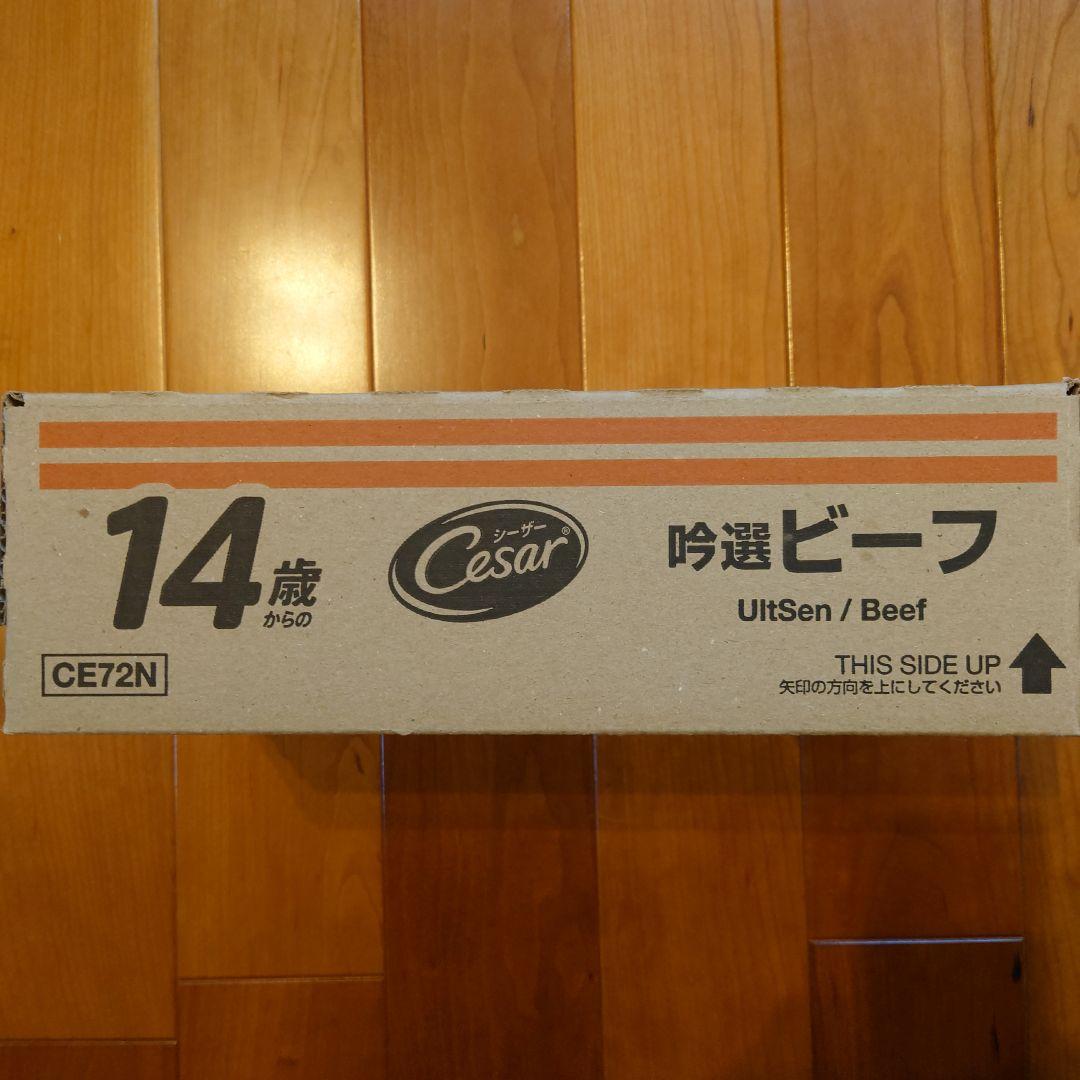 14歳からの
CE72N
シーザー
Cesar®
吟選ビーフ
UltSen / Beef
THIS SIDE UP
矢印の方向を上にしてください